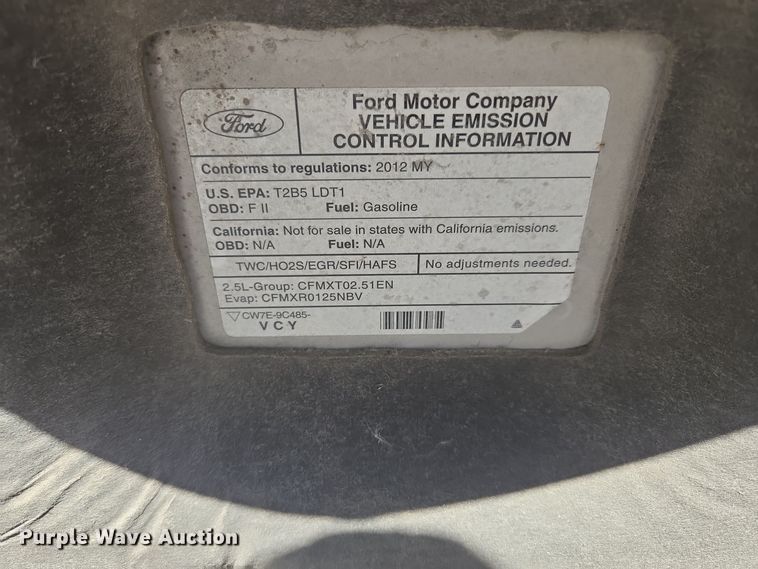 Ford
Ford Motor Company
VEHICLE EMISSION
CONTROL INFORMATION
Conforms to regulations: 2012 MY
U.S. EPA: T2B5 LDT1
OBD: F II Fuel: Gasoline
California: Not for sale in states with California emissions.
OBD: N/A Fuel: N/A
TWC/HO2S/EGR/SFI/HAFS No adjustments needed.
2.5L-Group: CFMXT02.51EN
Evap: CFMXR0125NBV
CW7E-9C485-
V C Y
Purple Wave Auction